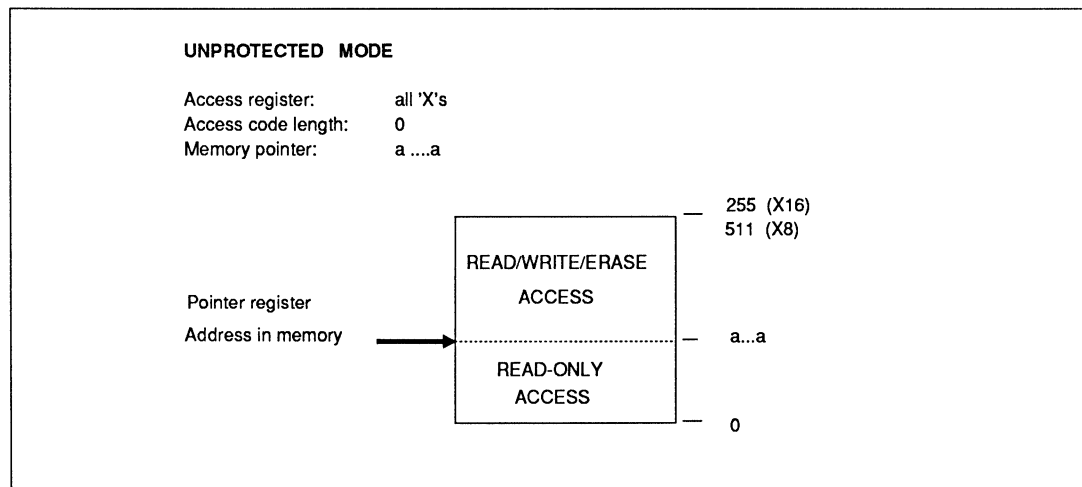 UNPROTECTED MODE
Access register: all 'X's
Access code length: 0
Memory pointer: a ....a
255 (X16)
511 (X8)
READ/WRITE/ERASE
ACCESS
Pointer register
Address in memory
a...a
READ-ONLY
ACCESS
0